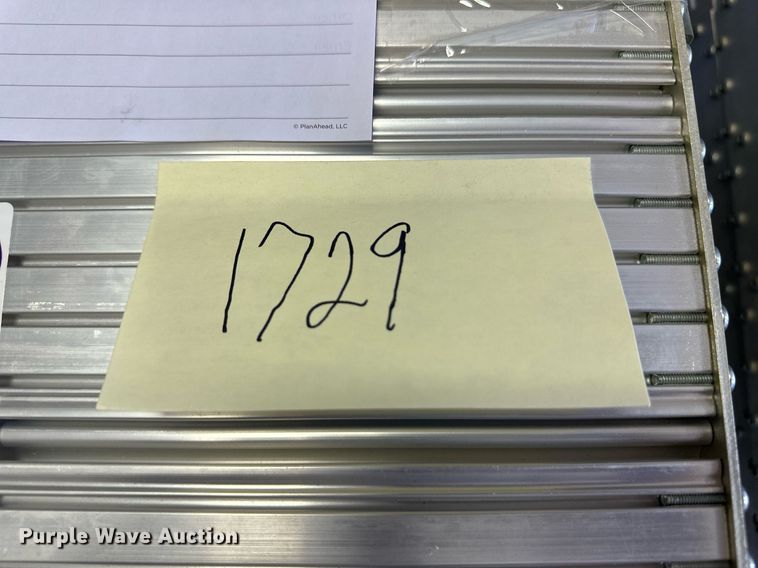 © PlanAhead, LLC
1729
Purple Wave Auction